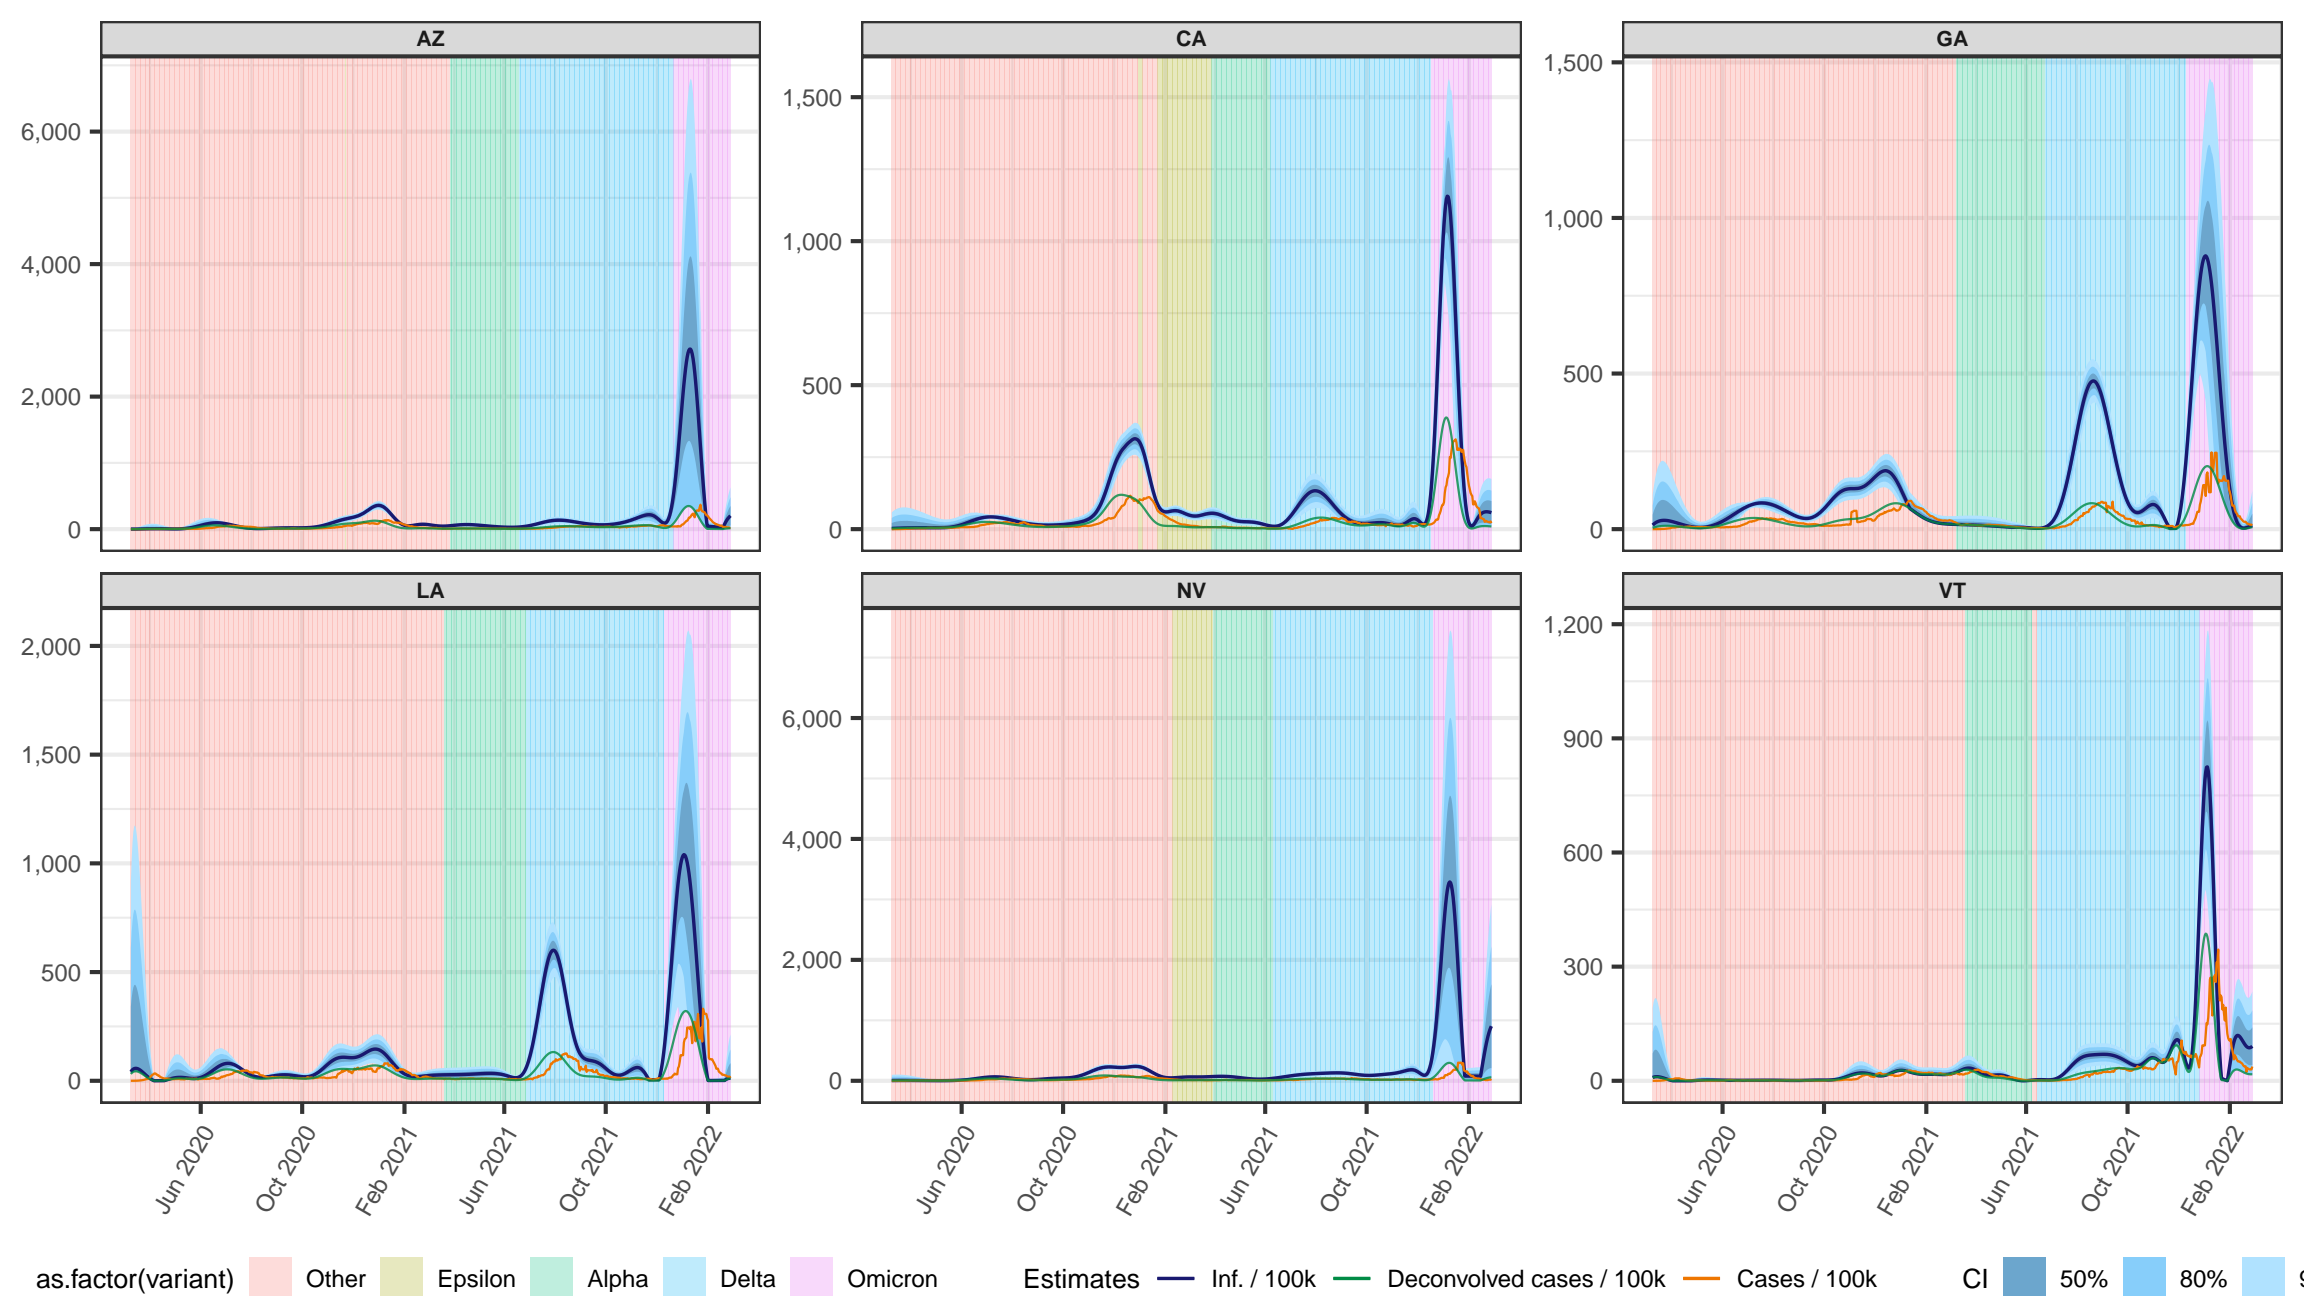 AZ
CA
GA
6,000
4,000
2,000
0
1,500
1,000
500
0
1,500
1,000
500
0
LA
NV
VT
2,000
1,500
1,000
500
0
6,000
4,000
2,000
0
1,200
900
600
300
0
Jun 2020
Oct 2020
Feb 2021
Jun 2021
Oct 2021
Feb 2022
Jun 2020
Oct 2020
Feb 2021
Jun 2021
Oct 2021
Feb 2022
Jun 2020
Oct 2020
Feb 2021
Jun 2021
Oct 2021
Feb 2022
as.factor(variant) Other Epsilon Alpha Delta Omicron Estimates Inf. / 100k Deconvolved cases / 100k Cases / 100k CI 50% 80%